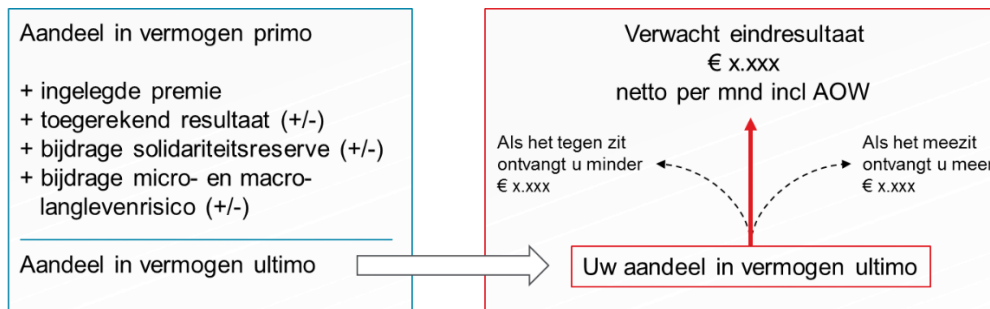 Aandeel in vermogen primo
+ ingelegde premie
+ toegerekend resultaat (+/-)
+ bijdrage solidariteitsreserve (+/-)
+ bijdrage micro- en macro-
langlevenrisico (+/-)
Aandeel in vermogen ultimo
Verwacht eindresultaat
€ x.xxx
netto per mnd incl AOW
Als het tegen zit
ontvangt u minder
€ x.xxx
Als het meezit
ontvangt u meer
€ x.xxx
Uw aandeel in vermogen ultimo